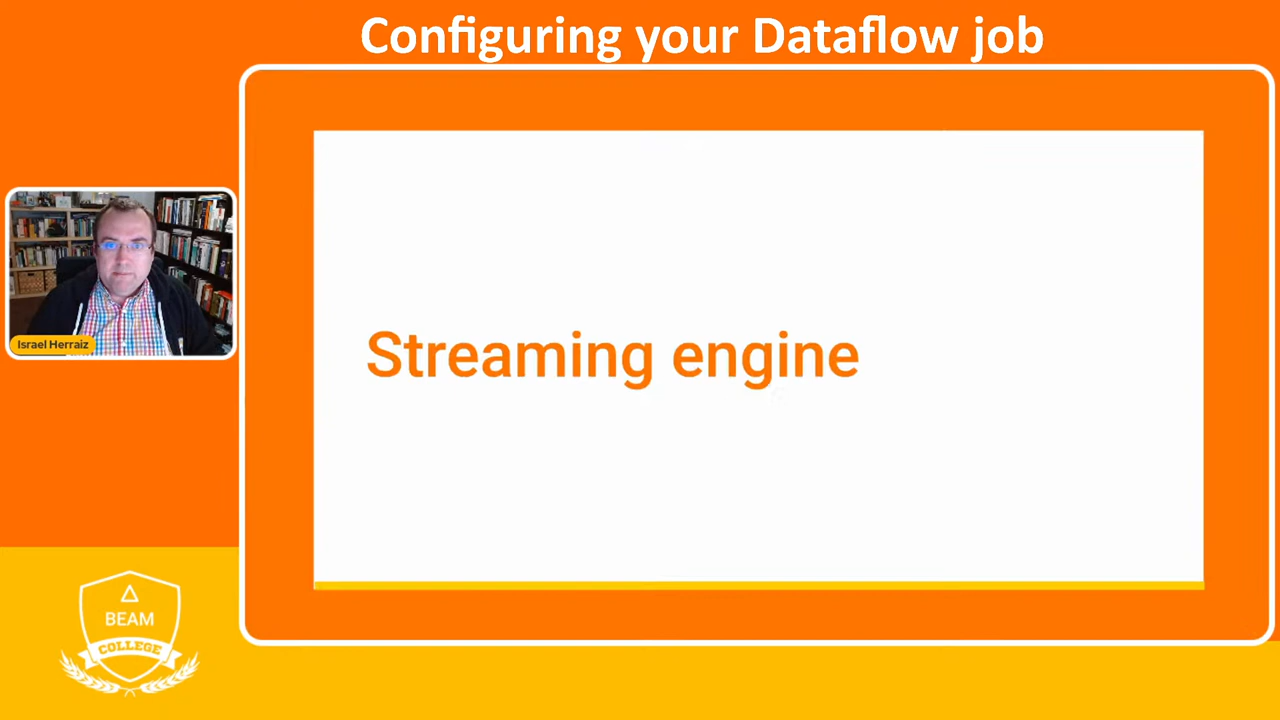 Configuring your Dataflow job
Streaming engine
Israel Herraiz
BEAM
COLLEGE